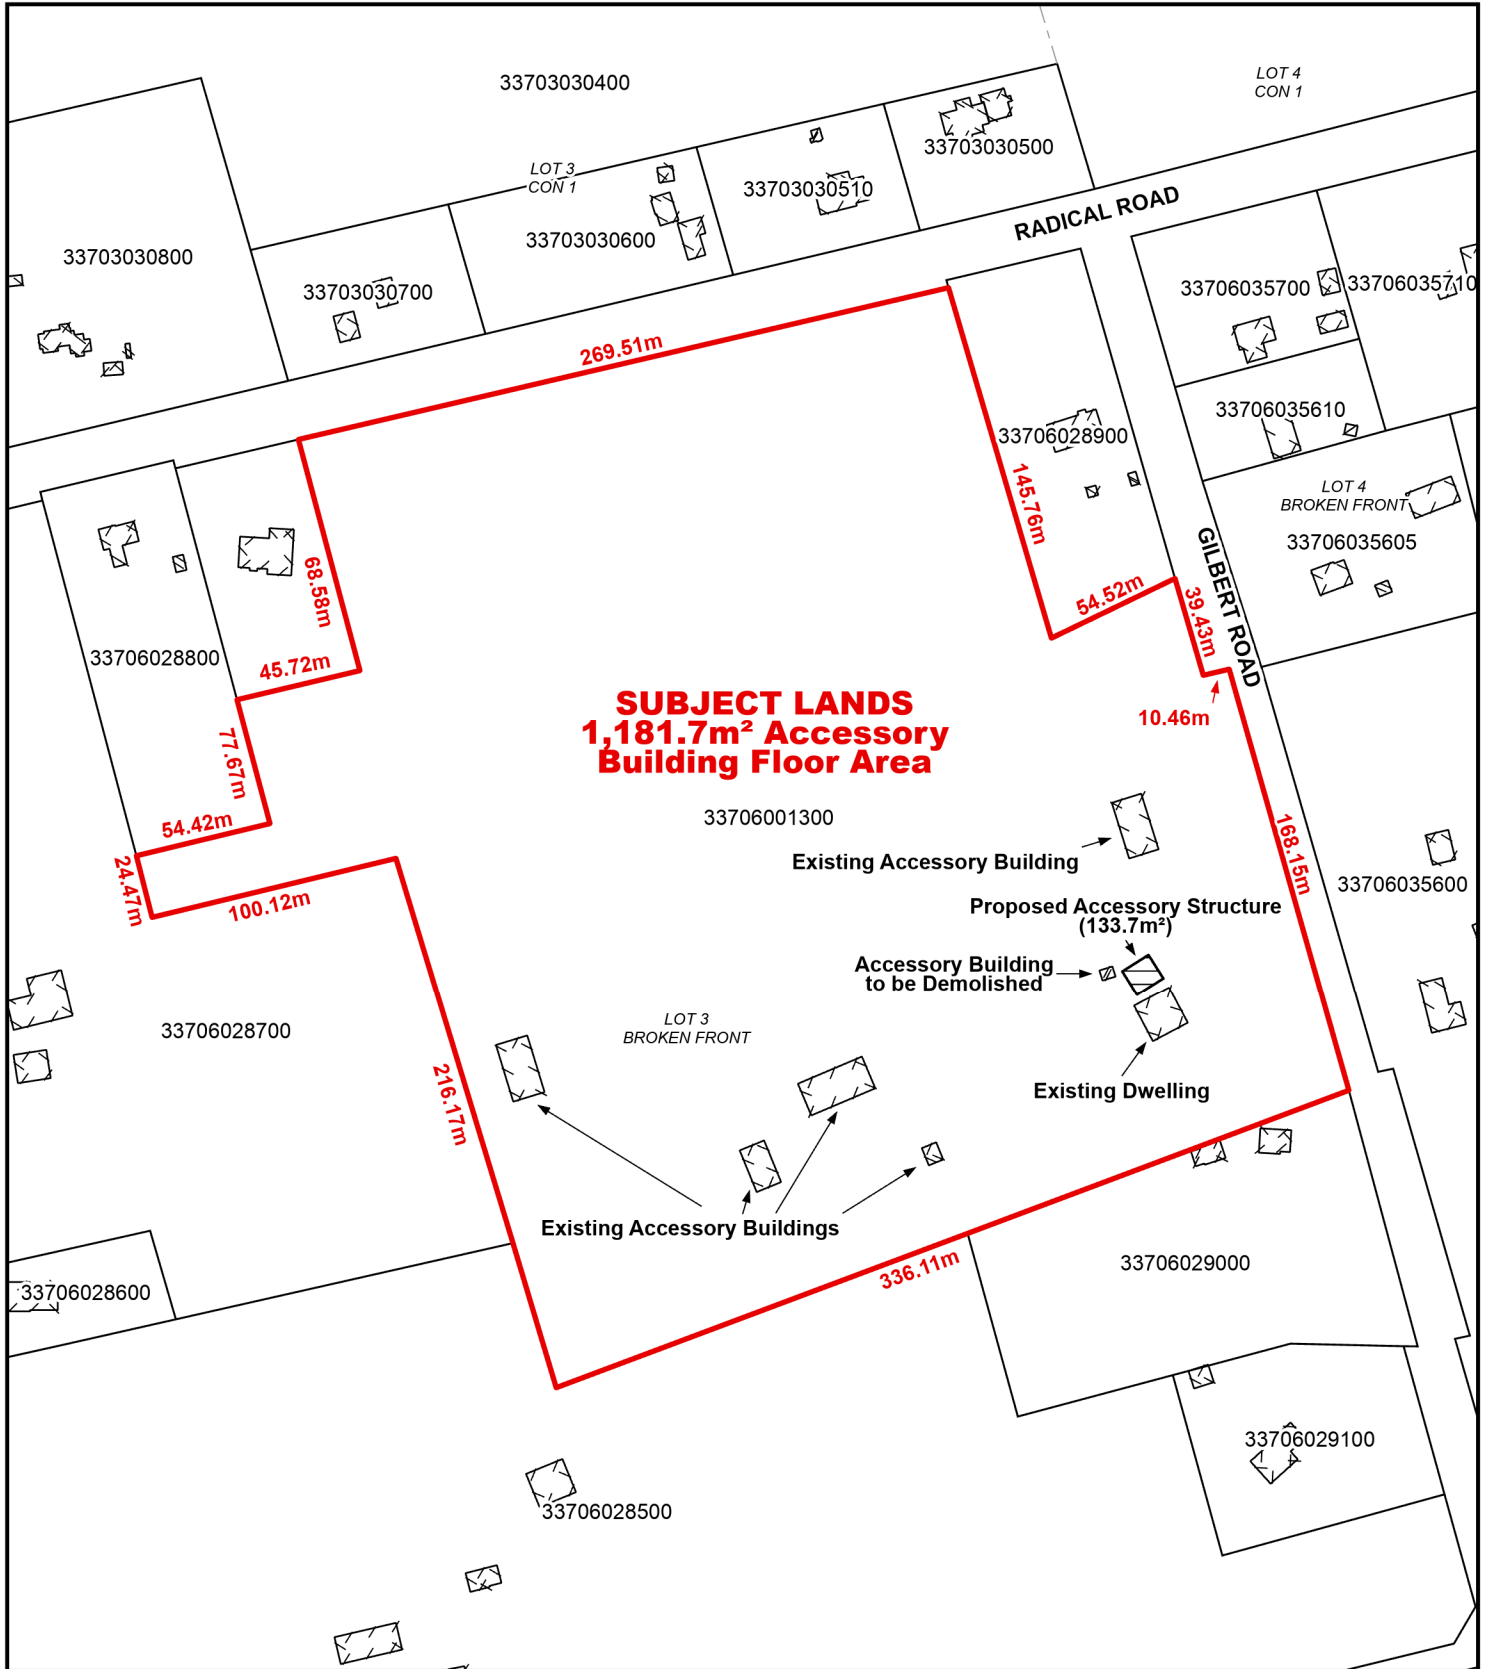 33703030400
LOT 4
CON 1
33703030500
LOT 3
CON 1
33703030510
RADICAL ROAD
33703030600
33703030800
33703030700
33706035700
33706035710
269.51m
33706028900
33706035610
145.76m
LOT 4
BROKEN FRONT
33706035605
GILBERT ROAD
68.58m
54.52m
39.43m
33706028800
45.72m
SUBJECT LANDS
1,181.7m² Accessory
Building Floor Area
10.46m
77.67m
33706001300
54.42m
168.15m
Existing Accessory Building
24.47m
100.12m
33706035600
Proposed Accessory Structure
(133.7m²)
Accessory Building
to be Demolished
33706028700
LOT 3
BROKEN FRONT
216.17m
Existing Dwelling
Existing Accessory Buildings
336.11m
33706029000
33706028600
33706029100
33706028500